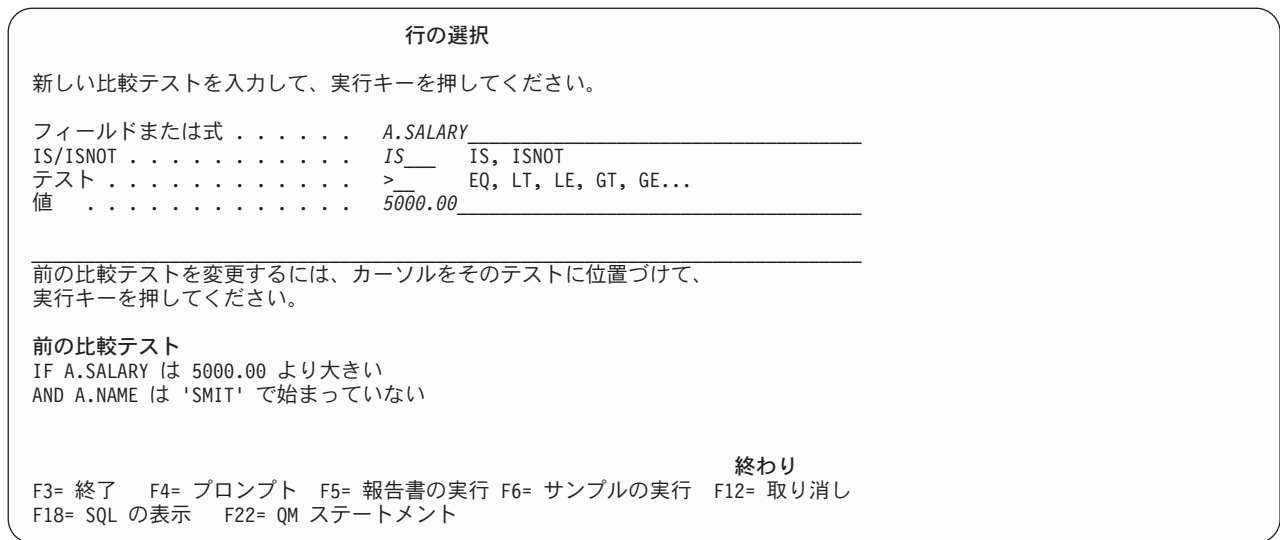 行の選択
新しい比較テストを入力して、実行キーを押してください。
フィールドまたは式 . . . . . . A.SALARY_________________________________
IS/ISNOT . . . . . . . . . . . IS___ IS, ISNOT
テスト . . . . . . . . . . . . >__ EQ, LT, LE, GT, GE...
値 . . . . . . . . . . . . . 5000.00__________________________________
前の比較テストを変更するには、カーソルをそのテストに位置づけて、
実行キーを押してください。
前の比較テスト
IF A.SALARY は 5000.00 より大きい
AND A.NAME は 'SMIT' で始まっていない
終わり
F3= 終了 F4= プロンプト F5= 報告書の実行 F6= サンプルの実行 F12= 取り消し
F18= SQL の表示 F22= QM ステートメント